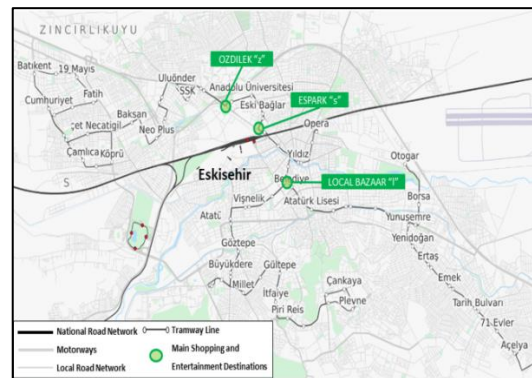 ZINCIRLIKUYU
OZDILEK "z"
Batıkent
19 Mayıs
Uluönder
SSK
Anadolu Üniversitesi
Fatih
Eski Bağlar
ESPARK "s"
Cumhuriyet
Baksan
Opera
çet Necatigil
Neo Plus
Çamlıca
Köprü
Yıldız
Otogar
S
Eskisehir
Belediye
LOCAL BAZAAR "l"
Vişnelik
Atatürk Lisesi
Borsa
Atatü
Yunusemre
Göztepe
Yenidoğan
Ertaş
Büyükdere
Gültepe
Emek
Millet
Çankaya
İtfaiye
Plevne
Tarih Bulvarı
Piri Reis
71 Evler
Açelya
National Road Network
Tramway Line
Motorways
Main Shopping and
Entertainment Destinations
Local Road Network